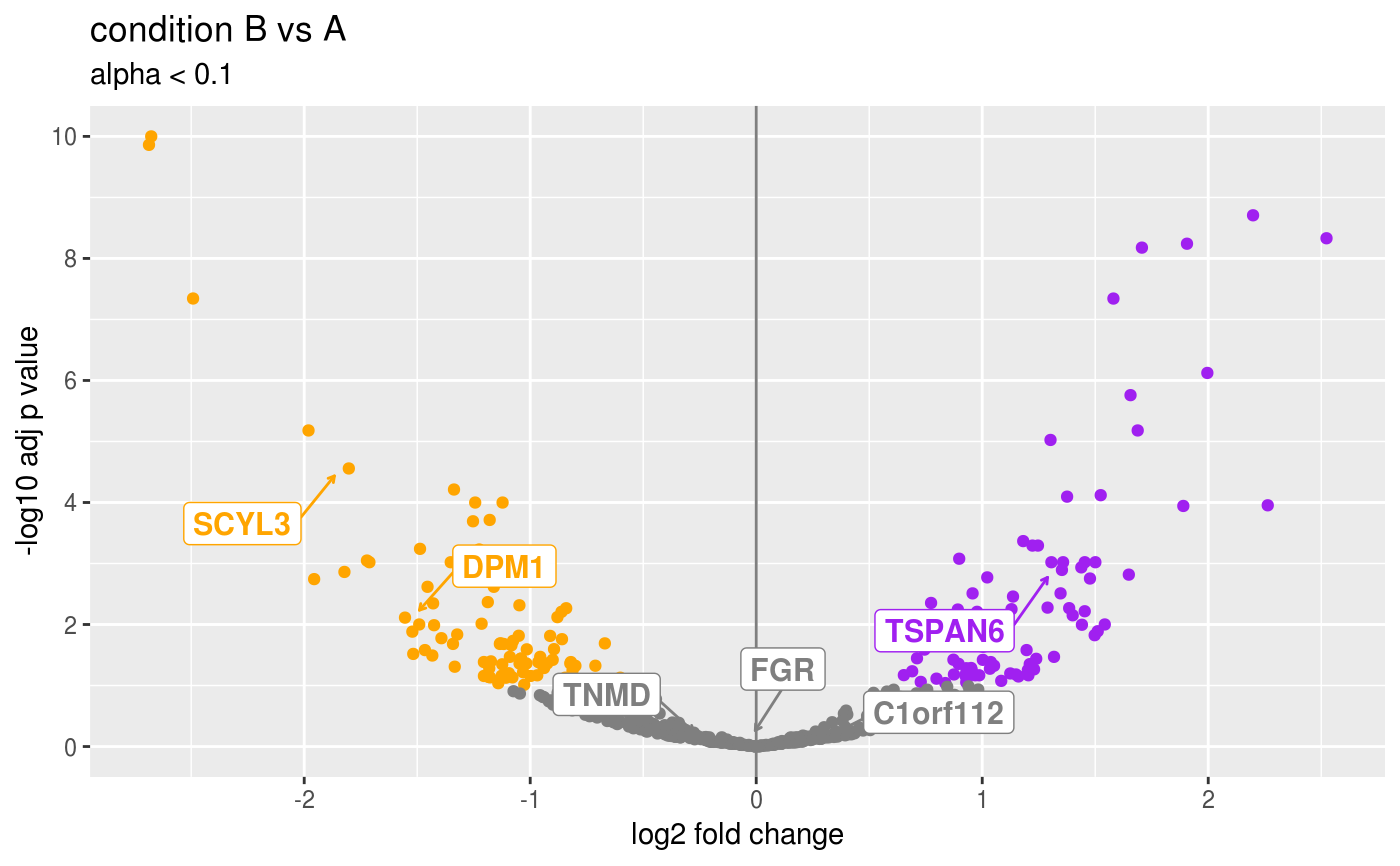 condition B vs A
alpha < 0.1
10
8
6
4
2
0
-log10 adj p value
SCYL3
DPM1
TSPAN6
FGR
TNMD
C1orf112
-2
-1
0
1
2
log2 fold change